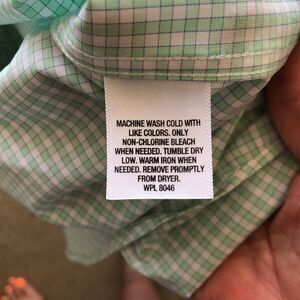 MACHINE WASH COLD WITH
LIKE COLORS. ONLY
NON-CHLORINE BLEACH
WHEN NEEDED. TUMBLE DRY
LOW. WARM IRON WHEN
NEEDED. REMOVE PROMPTLY
FROM DRYER.
WPL 8046